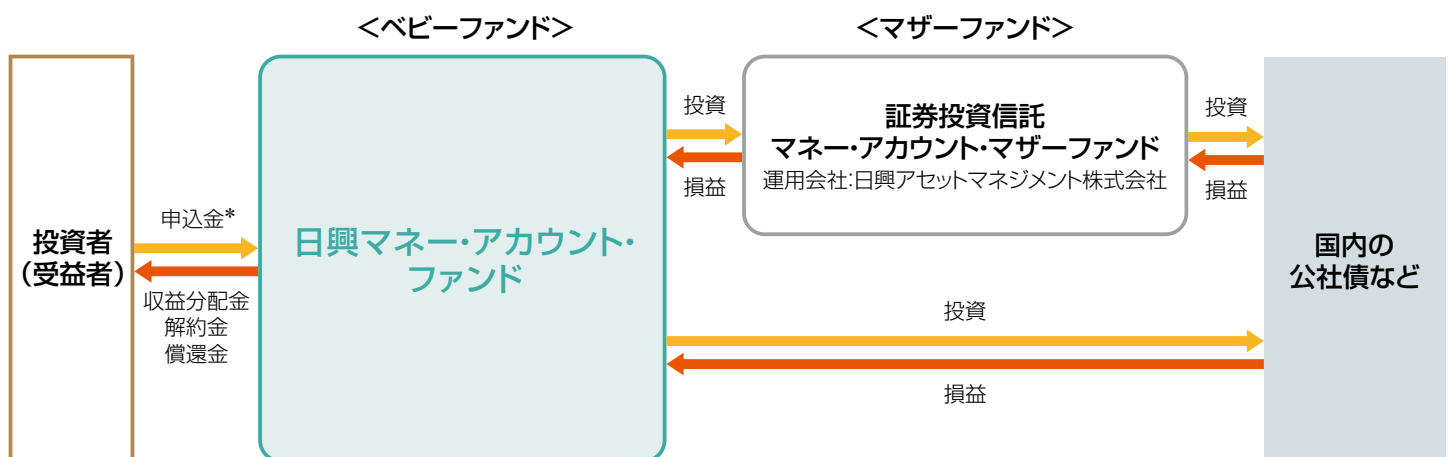 <ベビーファンド>
<マザーファンド>
投資者
(受益者)
申込金*
収益分配金
解約金
償還金
日興マネー・アカウント・
ファンド
投資
損益
証券投資信託
マネー・アカウント・マザーファンド
運用会社:日興アセットマネジメント株式会社
投資
損益
投資
損益
国内の
公社債など